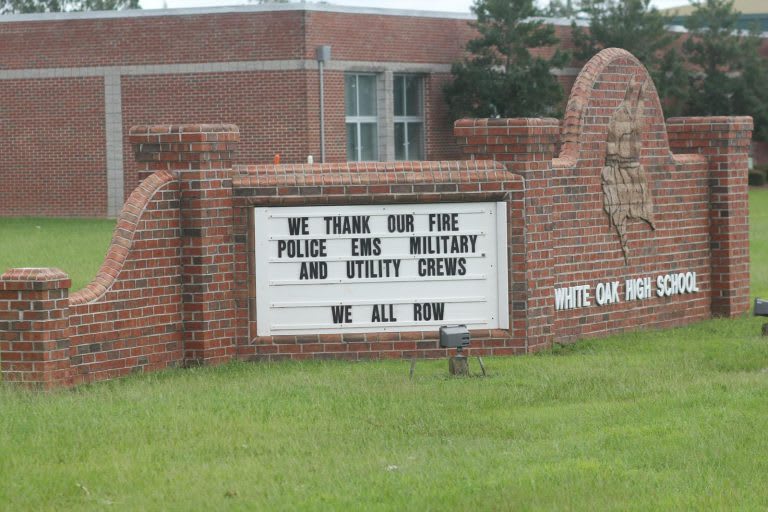 WE THANK OUR FIRE
POLICE EMS MILITARY
AND UTILITY CREWS
WE ALL ROW
WHITE OAK HIGH SCHOOL